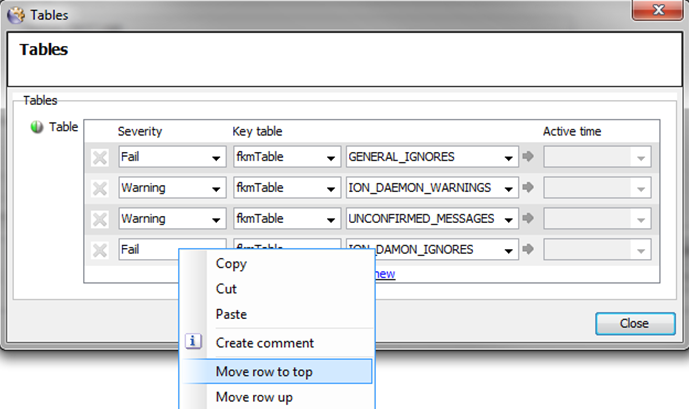 Tables
Tables
Tables
Table
Severity Key table Active time
Fail fkmTable GENERAL_IGNORES
Warning fkmTable ION_DAEMON_WARNINGS
Warning fkmTable UNCONFIRMED_MESSAGES
Fail fkmTable ION_DAMON_IGNORES
new
Close
Copy
Cut
Paste
Create comment
Move row to top
Move row up